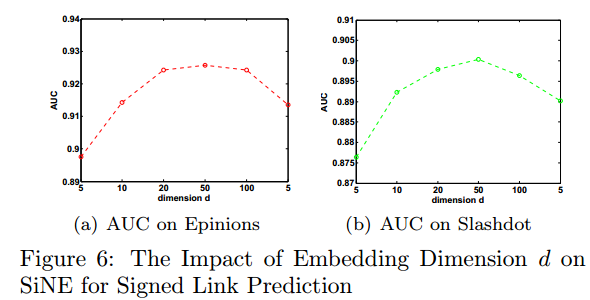 0.94
0.93
0.92
0.91
0.9
0.89
AUC
5 10 20 50 100 5
dimension d
(a) AUC on Epinions
0.91
0.905
0.9
0.895
0.89
0.885
0.88
0.875
0.87
AUC
5 10 20 50 100 5
dimension d
(b) AUC on Slashdot
Figure 6: The Impact of Embedding Dimension d on
SiNE for Signed Link Prediction